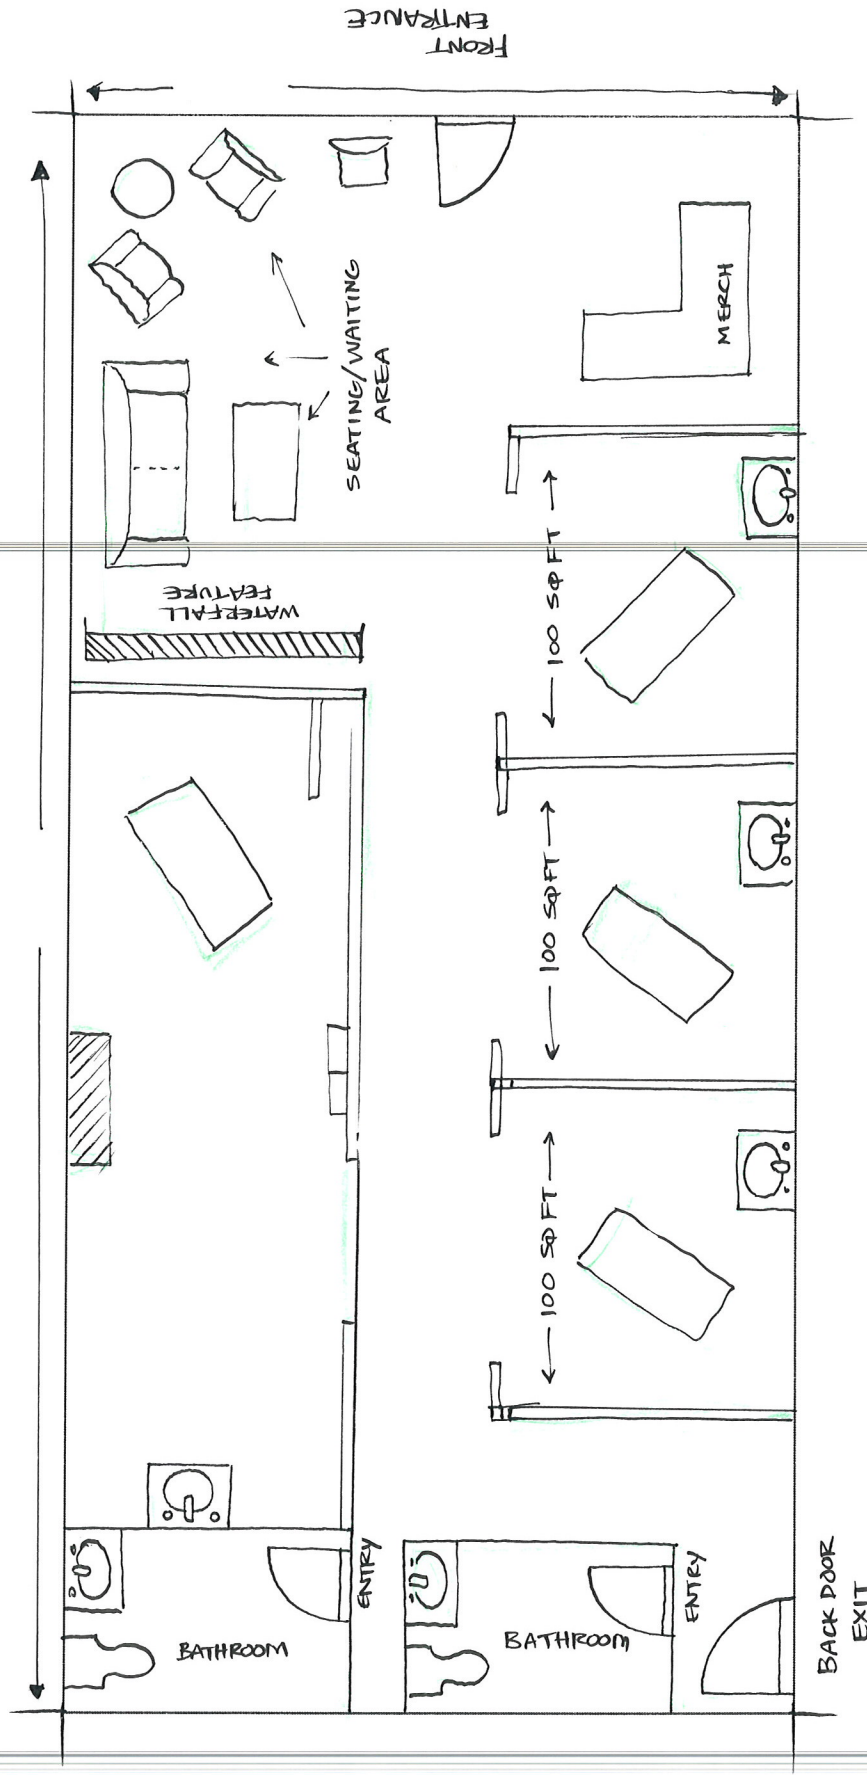 FRONT
ENTRANCE
SEATING/WAITING
AREA
MERCH
WATERFALL
FEATURE
100 SQ FT
100 SQ FT
100 SQ FT
ENTRY
BATHROOM
ENTRY
BATHROOM
BACK DOOR
EXIT